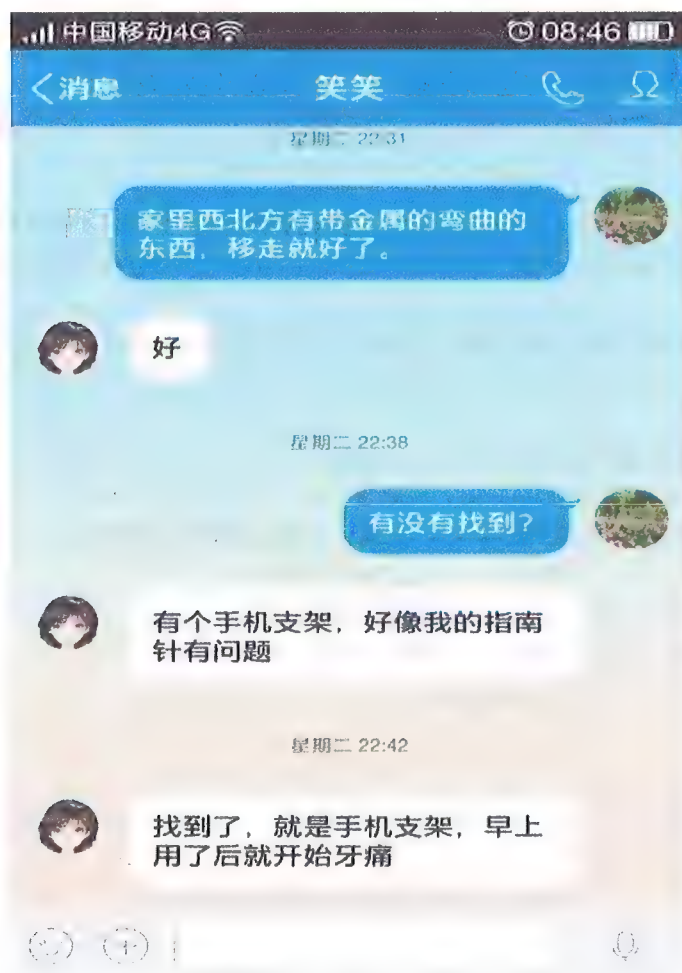 中国移动4G 08:46
消息 笑笑
星期二 22:31
家里西北方有带金属的弯曲的
东西，移走就好了。
好
星期二 22:38
有没有找到?
有个手机支架，好像我的指南
针有问题
星期二 22:42
找到了，就是手机支架，早上
用了后就开始牙痛